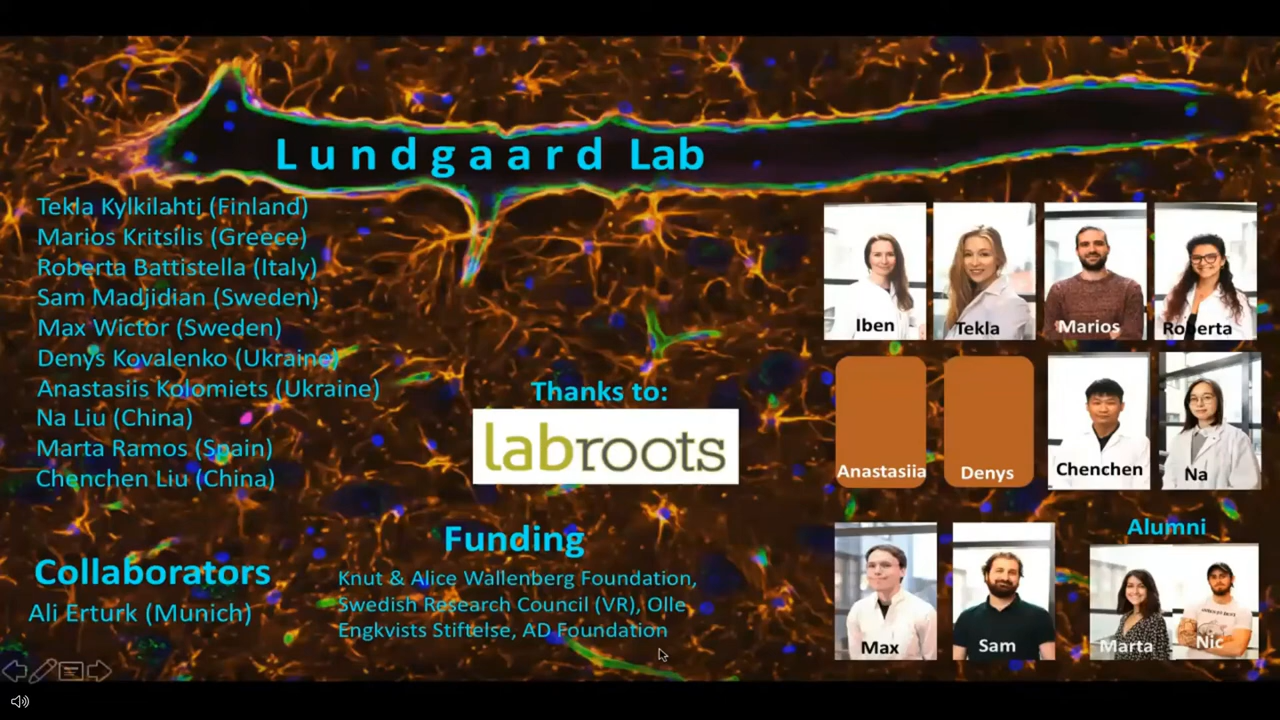 Lundgaard Lab
Tekla Kylkilahti (Finland)
Marios Kritsilis (Greece)
Roberta Battistella (Italy)
Sam Madjidian (Sweden)
Max Wictor (Sweden)
Denys Kovalenko (Ukraine)
Anastasiis Kolomiets (Ukraine)
Na Liu (China)
Marta Ramos (Spain)
Chenchen Liu (China)
Collaborators
Ali Erturk (Munich)
Thanks to:
labroots
Funding
Knut & Alice Wallenberg Foundation,
Swedish Research Council (VR), Olle
Engkvists Stiftelse, AD Foundation
Iben
Tekla
Marios
Roberta
Anastasiia
Denys
Chenchen
Na
Max
Sam
Alumni
Marta
Nic